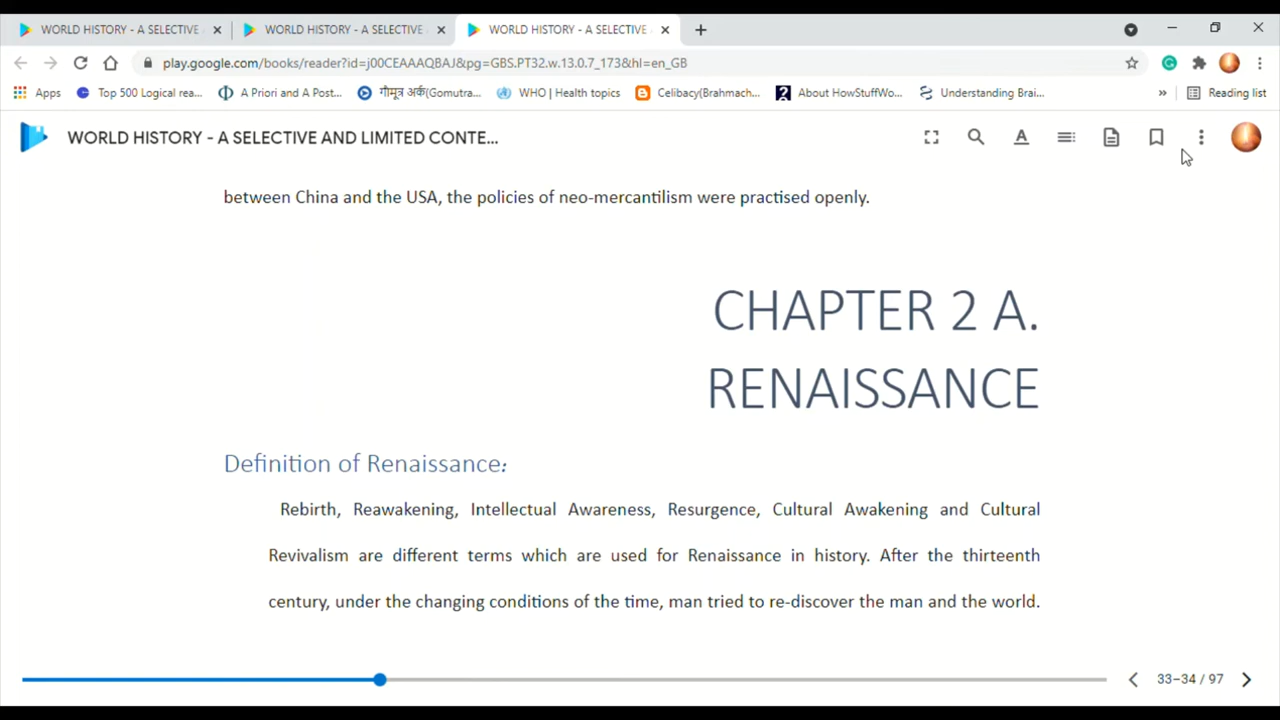 WORLD HISTORY - A SELECTIVE
WORLD HISTORY - A SELECTIVE
WORLD HISTORY - A SELECTIVE
play.google.com/books/reader?id=j00CEAAAQBAJ&pg=GBS.PT32.w.13.0.7_173&hl=en_GB
Apps Top 500 Logical rea... A Priori and A Post... गौमूत्र अर्क(Gomutra... WHO | Health topics Celibacy(Brahmach... About HowStuffWo... Understanding Brai... » Reading list
WORLD HISTORY - A SELECTIVE AND LIMITED CONTE...
between China and the USA, the policies of neo-mercantilism were practised openly.
CHAPTER 2 A.
RENAISSANCE
Definition of Renaissance:
Rebirth, Reawakening, Intellectual Awareness, Resurgence, Cultural Awakening and Cultural
Revivalism are different terms which are used for Renaissance in history. After the thirteenth
century, under the changing conditions of the time, man tried to re-discover the man and the world.
33–34 / 97